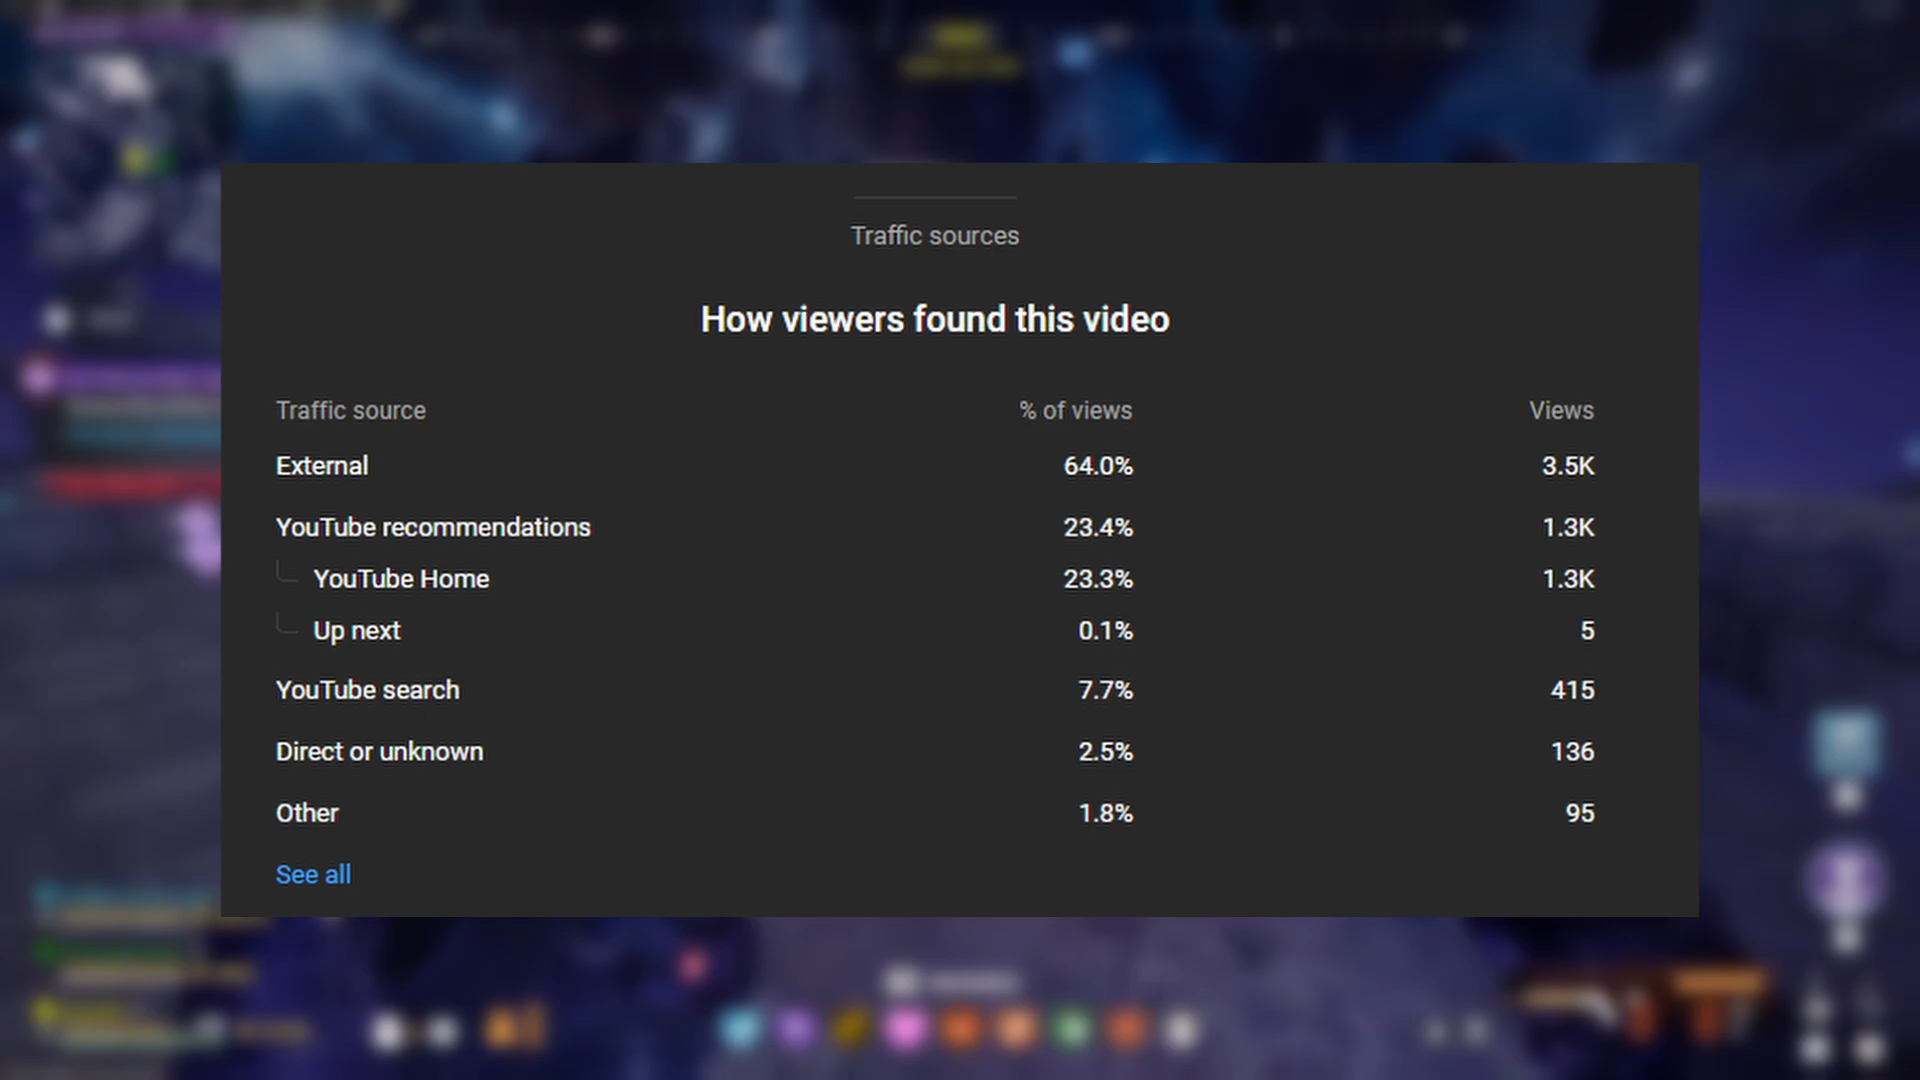 Traffic sources
How viewers found this video
Traffic source % of views Views
External 64.0% 3.5K
YouTube recommendations 23.4% 1.3K
YouTube Home 23.3% 1.3K
Up next 0.1% 5
YouTube search 7.7% 415
Direct or unknown 2.5% 136
Other 1.8% 95
See all